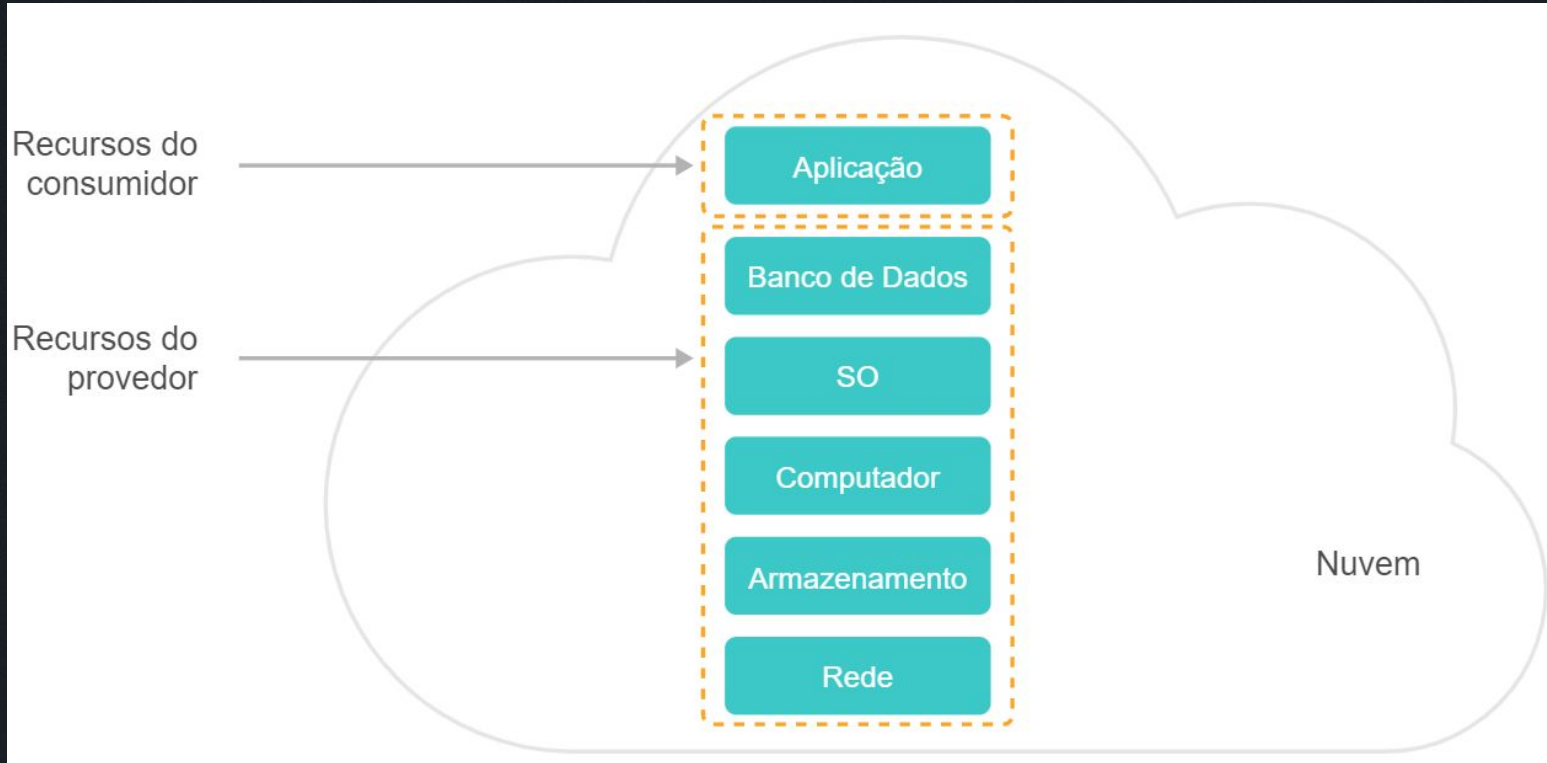 Recursos do
consumidor
Aplicação
Banco de Dados
Recursos do
provedor
SO
Computador
Armazenamento
Nuvem
Rede